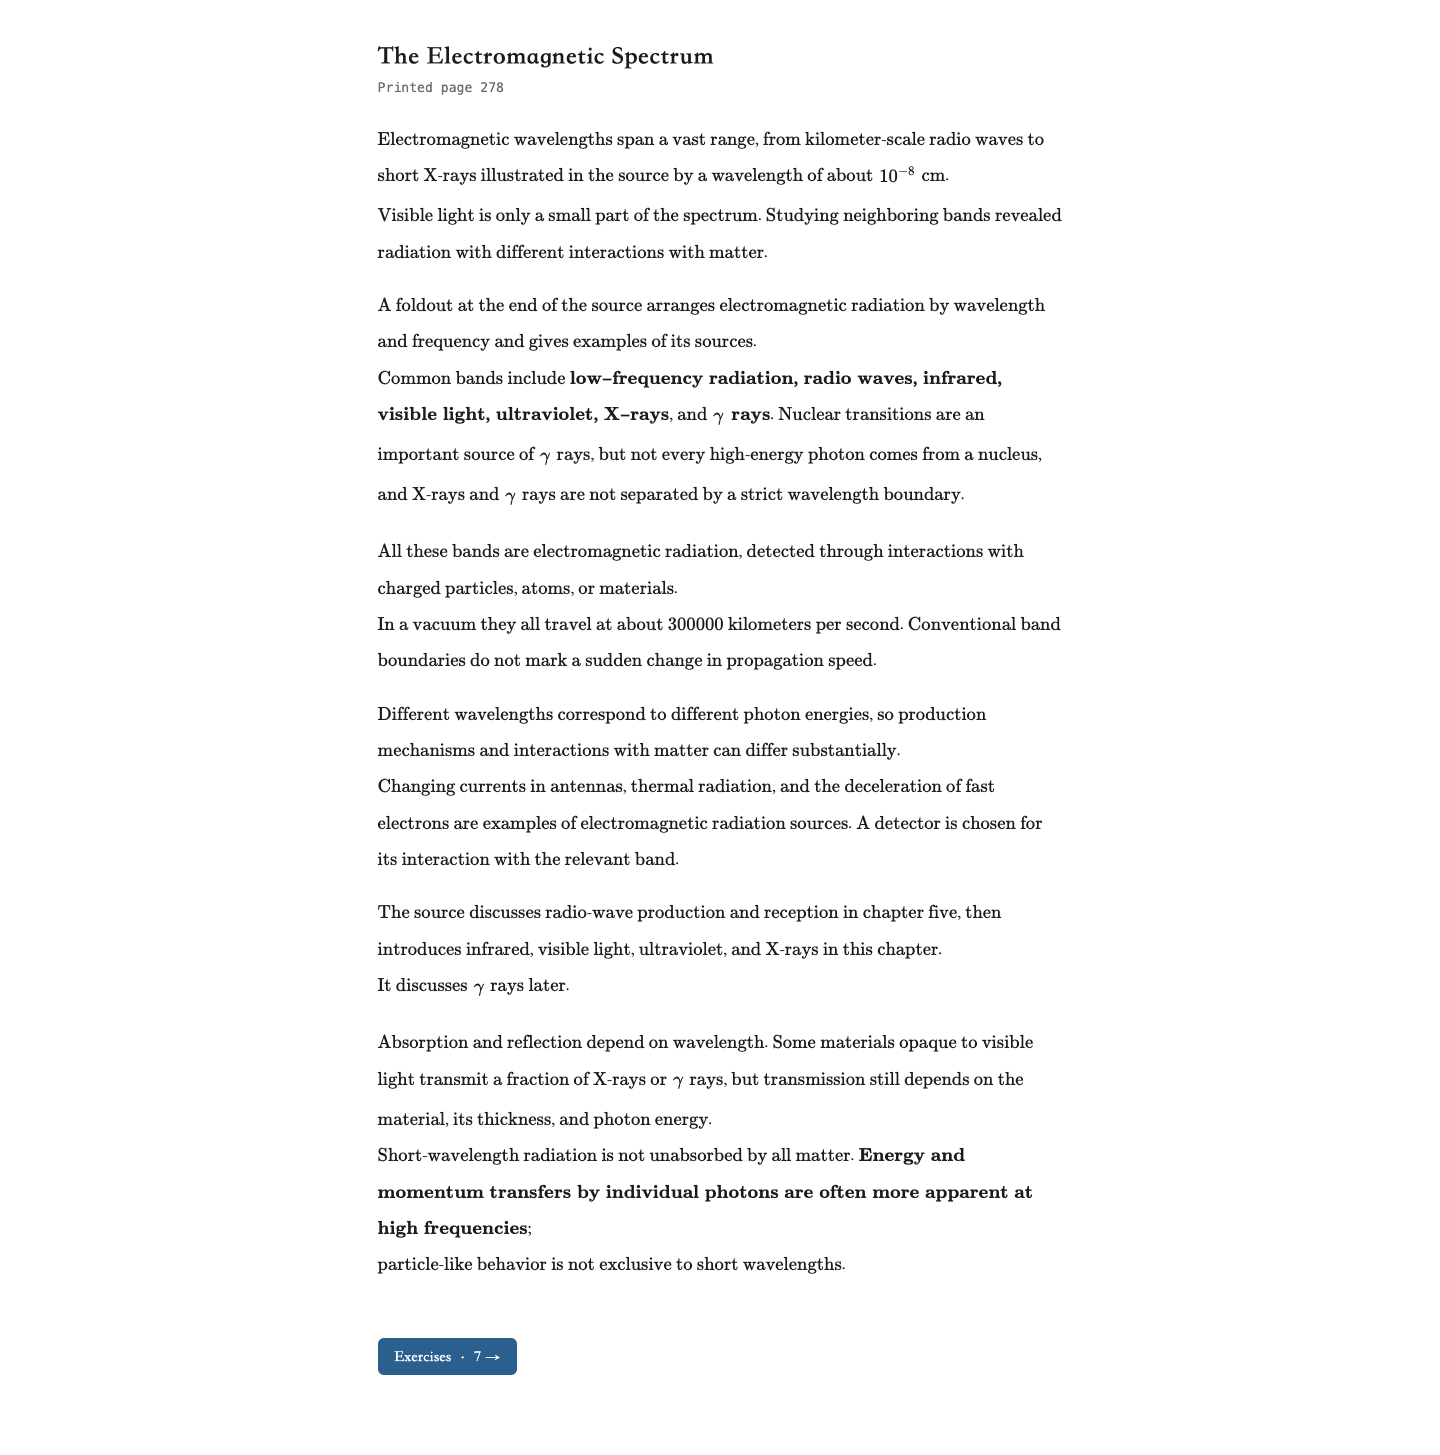 The Electromagnetic Spectrum
Printed page 278
Electromagnetic wavelengths span a vast range, from kilometer-scale radio waves to
short X-rays illustrated in the source by a wavelength of about 10⁻⁸ cm.
Visible light is only a small part of the spectrum. Studying neighboring bands revealed
radiation with different interactions with matter.
A foldout at the end of the source arranges electromagnetic radiation by wavelength
and frequency and gives examples of its sources.
Common bands include low-frequency radiation, radio waves, infrared,
visible light, ultraviolet, X-rays, and γ rays. Nuclear transitions are an
important source of γ rays, but not every high-energy photon comes from a nucleus,
and X-rays and γ rays are not separated by a strict wavelength boundary.
All these bands are electromagnetic radiation, detected through interactions with
charged particles, atoms, or materials.
In a vacuum they all travel at about 300000 kilometers per second. Conventional band
boundaries do not mark a sudden change in propagation speed.
Different wavelengths correspond to different photon energies, so production
mechanisms and interactions with matter can differ substantially.
Changing currents in antennas, thermal radiation, and the deceleration of fast
electrons are examples of electromagnetic radiation sources. A detector is chosen for
its interaction with the relevant band.
The source discusses radio-wave production and reception in chapter five, then
introduces infrared, visible light, ultraviolet, and X-rays in this chapter.
It discusses γ rays later.
Absorption and reflection depend on wavelength. Some materials opaque to visible
light transmit a fraction of X-rays or γ rays, but transmission still depends on the
material, its thickness, and photon energy.
Short-wavelength radiation is not unabsorbed by all matter. Energy and
momentum transfers by individual photons are often more apparent at
high frequencies;
particle-like behavior is not exclusive to short wavelengths.
Exercises · 7 →